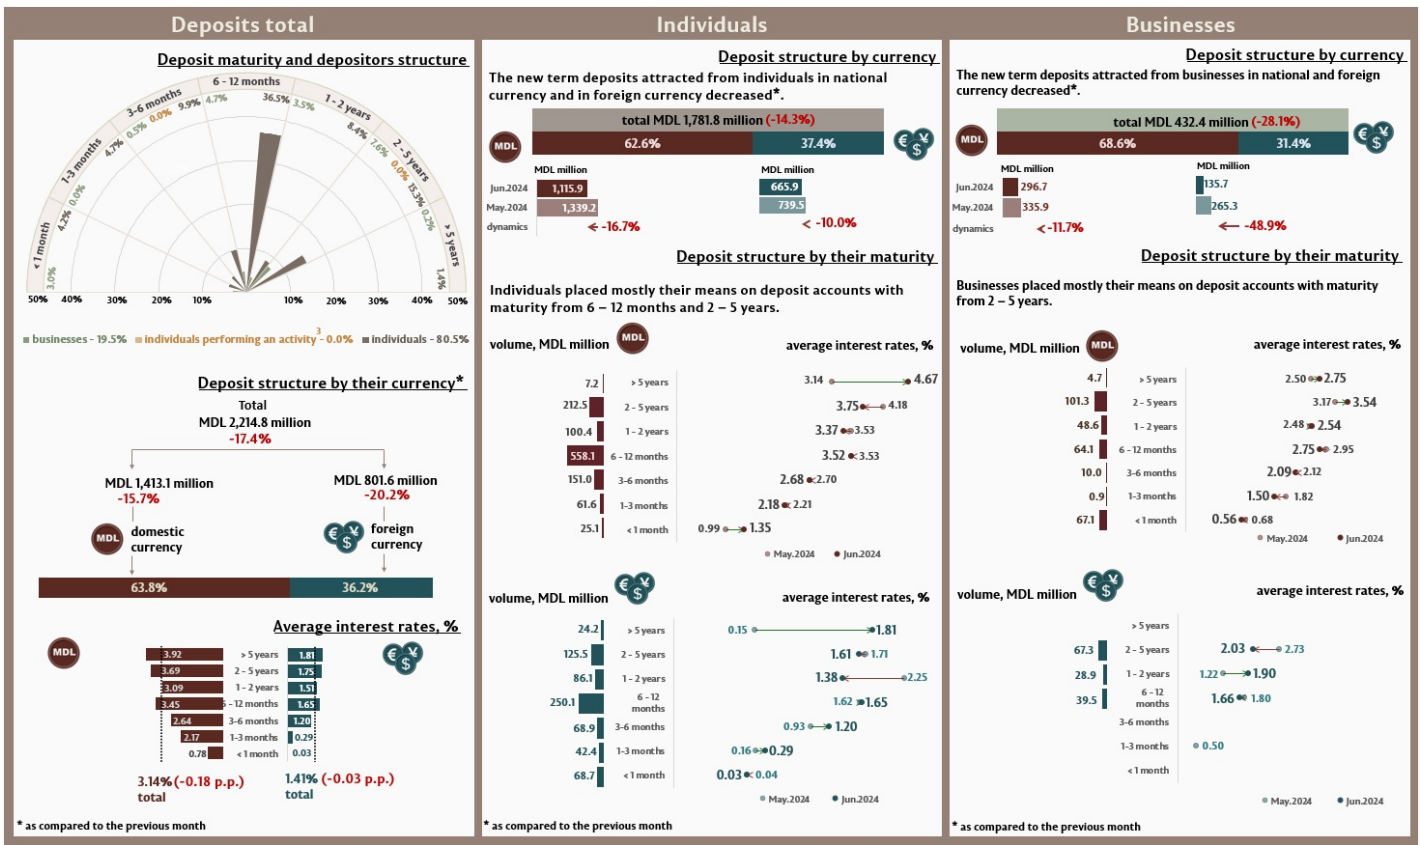 Deposits total
Deposit maturity and depositors structure
6 - 12 months
3-6 months
1 - 2 years
1-3 months
2 - 5 years
< 1 month
> 5 years
3.0%
4.2%
0.0%
4.7%
0.5%
0.0%
9.9%
4.7%
36.5%
3.5%
8.4%
7.6%
0.0%
15.3%
0.2%
1.4%
50% 40% 30% 20% 10% 10% 20% 30% 40% 50%
businesses - 19.5% individuals performing an activity³ - 0.0% individuals - 80.5%
Deposit structure by their currency*
Total
MDL 2,214.8 million
-17.4%
MDL 1,413.1 million
-15.7%
MDL 801.6 million
-20.2%
MDL
domestic
currency
€ ¥ $
foreign
currency
63.8% 36.2%
Average interest rates, %
MDL
€ ¥ $
3.92 > 5 years 1.81
3.69 2 - 5 years 1.75
3.09 1 - 2 years 1.51
3.45 - 12 months 1.65
2.64 3-6 months 1.20
2.17 1-3 months 0.29
0.78 < 1 month 0.03
3.14% (-0.18 p.p.)
total
1.41% (-0.03 p.p.)
total
* as compared to the previous month
Individuals
Deposit structure by currency
The new term deposits attracted from individuals in national
currency and in foreign currency decreased*.
total MDL 1,781.8 million (-14.3%)
MDL 62.6% 37.4% € ¥ $
MDL million MDL million
Jun.2024 1,115.9 665.9
May.2024 1,339.2 739.5
dynamics -16.7% -10.0%
Deposit structure by their maturity
Individuals placed mostly their means on deposit accounts with
maturity from 6 – 12 months and 2 – 5 years.
volume, MDL million MDL average interest rates, %
7.2 > 5 years 3.14 4.67
212.5 2 - 5 years 3.75 4.18
100.4 1 - 2 years 3.37 3.53
558.1 6 - 12 months 3.52 3.53
151.0 3-6 months 2.68 2.70
61.6 1-3 months 2.18 2.21
25.1 < 1 month 0.99 1.35
May.2024 Jun.2024
volume, MDL million € ¥ $ average interest rates, %
24.2 > 5 years 0.15 1.81
125.5 2 - 5 years 1.61 1.71
86.1 1 - 2 years 1.38 2.25
250.1 6 - 12
months 1.62 1.65
68.9 3-6 months 0.93 1.20
42.4 1-3 months 0.16 0.29
68.7 < 1 month 0.03 0.04
May.2024 Jun.2024
* as compared to the previous month
Businesses
Deposit structure by currency
The new term deposits attracted from businesses in national and foreign
currency decreased*.
total MDL 432.4 million (-28.1%)
MDL 68.6% 31.4% € ¥ $
MDL million MDL million
Jun.2024 296.7 135.7
May.2024 335.9 265.3
dynamics -11.7% -48.9%
Deposit structure by their maturity
Businesses placed mostly their means on deposit accounts with maturity
from 2 – 5 years.
volume, MDL million MDL average interest rates, %
4.7 > 5 years 2.50 2.75
101.3 2 - 5 years 3.17 3.54
48.6 1 - 2 years 2.48 2.54
64.1 6 - 12 months 2.75 2.95
10.0 3-6 months 2.09 2.12
0.9 1-3 months 1.50 1.82
67.1 < 1 month 0.56 0.68
May.2024 Jun.2024
volume, MDL million € ¥ $ average interest rates, %
> 5 years
67.3 2 - 5 years 2.03 2.73
28.9 1 - 2 years 1.22 1.90
39.5 6 - 12
months 1.66 1.80
3-6 months
1-3 months 0.50
< 1 month
May.2024 Jun.2024
* as compared to the previous month